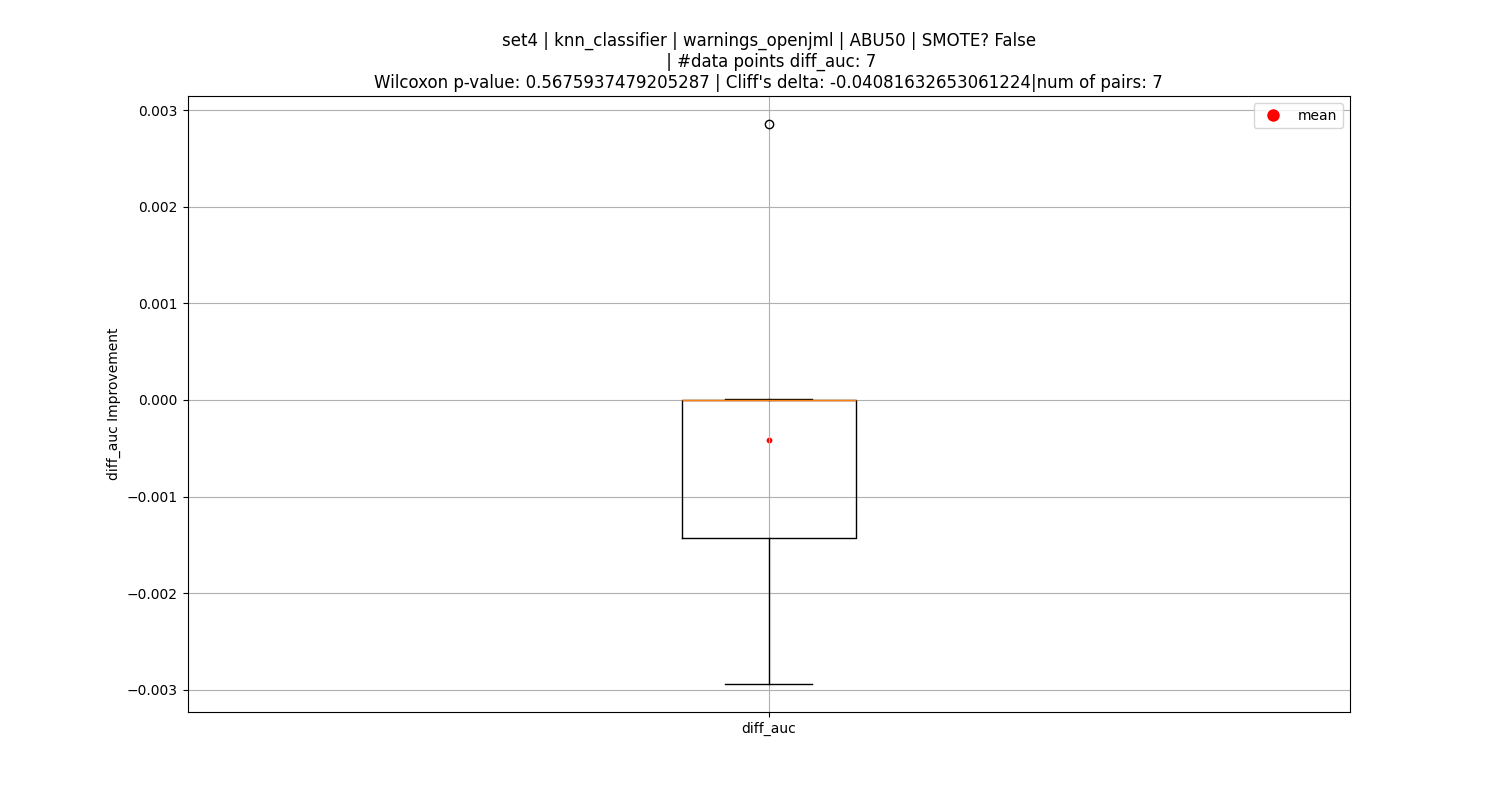 set4 | knn_classifier | warnings_openjml | ABU50 | SMOTE? False
| #data points diff_auc: 7
Wilcoxon p-value: 0.5675937479205287 | Cliff's delta: -0.04081632653061224|num of pairs: 7
mean
0.003
0.002
0.001
0.000
−0.001
−0.002
−0.003
diff_auc Improvement
diff_auc